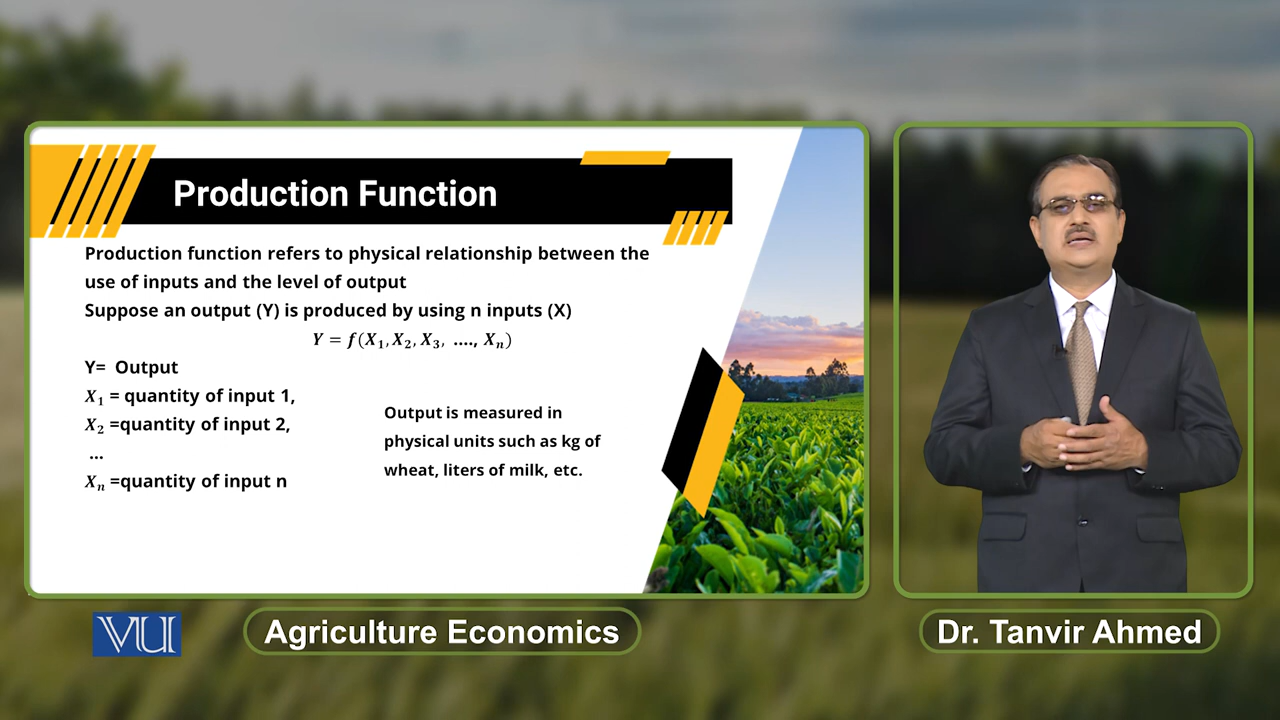 Production Function
Production function refers to physical relationship between the
use of inputs and the level of output
Suppose an output (Y) is produced by using n inputs (X)
Y = f(X₁,X₂,X₃, ...., Xₙ)
Y= Output
X₁ = quantity of input 1,
X₂ =quantity of input 2,
...
Xₙ =quantity of input n
Output is measured in
physical units such as kg of
wheat, liters of milk, etc.
VU
Agriculture Economics
Dr. Tanvir Ahmed